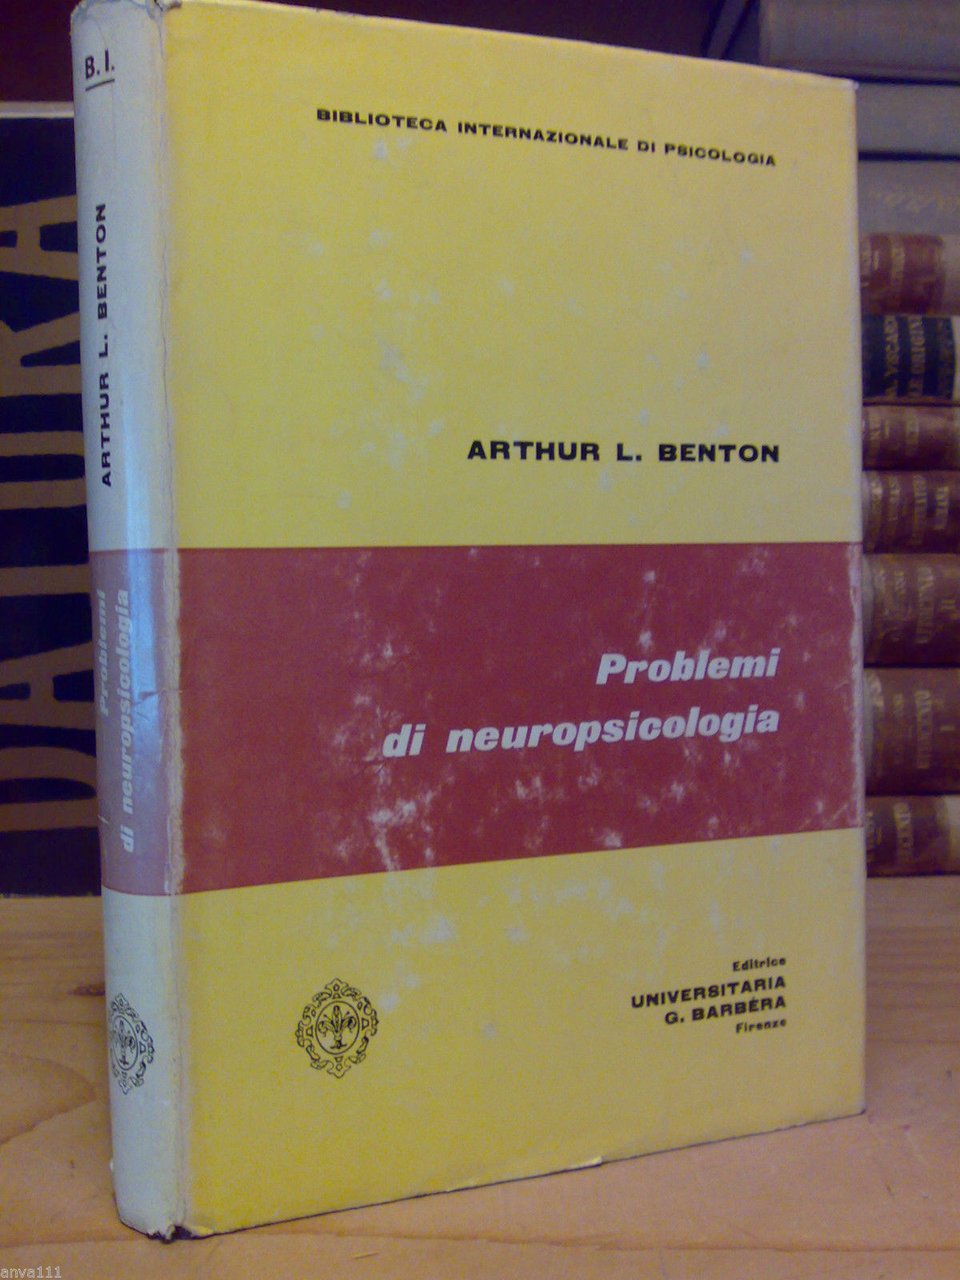 B.I.
ARTHUR L. BENTON
Problemi
di neuropsicologia
BIBLIOTECA INTERNAZIONALE DI PSICOLOGIA
ARTHUR L. BENTON
Problemi
di neuropsicologia
Editrice
UNIVERSITARIA
G. BARBÈRA
Firenze
anva111